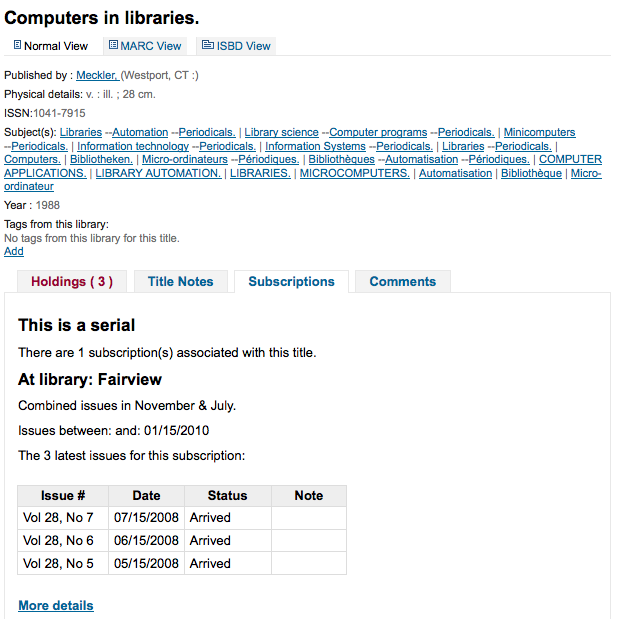 Computers in libraries.
Normal View MARC View ISBD View
Published by : Meckler, (Westport, CT :)
Physical details: v. : ill. ; 28 cm.
ISSN:1041-7915
Subject(s): Libraries --Automation --Periodicals. | Library science --Computer programs --Periodicals. | Minicomputers
--Periodicals. | Information technology --Periodicals. | Information Systems --Periodicals. | Libraries --Periodicals. |
Computers. | Bibliotheken. | Micro-ordinateurs --Périodiques. | Bibliothèques --Automatisation --Périodiques. | COMPUTER
APPLICATIONS. | LIBRARY AUTOMATION. | LIBRARIES. | MICROCOMPUTERS. | Automatisation | Bibliothèque | Micro-
ordinateur
Year : 1988
Tags from this library:
No tags from this library for this title.
Add
Holdings ( 3 ) Title Notes Subscriptions Comments
This is a serial
There are 1 subscription(s) associated with this title.
At library: Fairview
Combined issues in November & July.
Issues between: and: 01/15/2010
The 3 latest issues for this subscription:
Issue # Date Status Note
Vol 28, No 7 07/15/2008 Arrived
Vol 28, No 6 06/15/2008 Arrived
Vol 28, No 5 05/15/2008 Arrived
More details